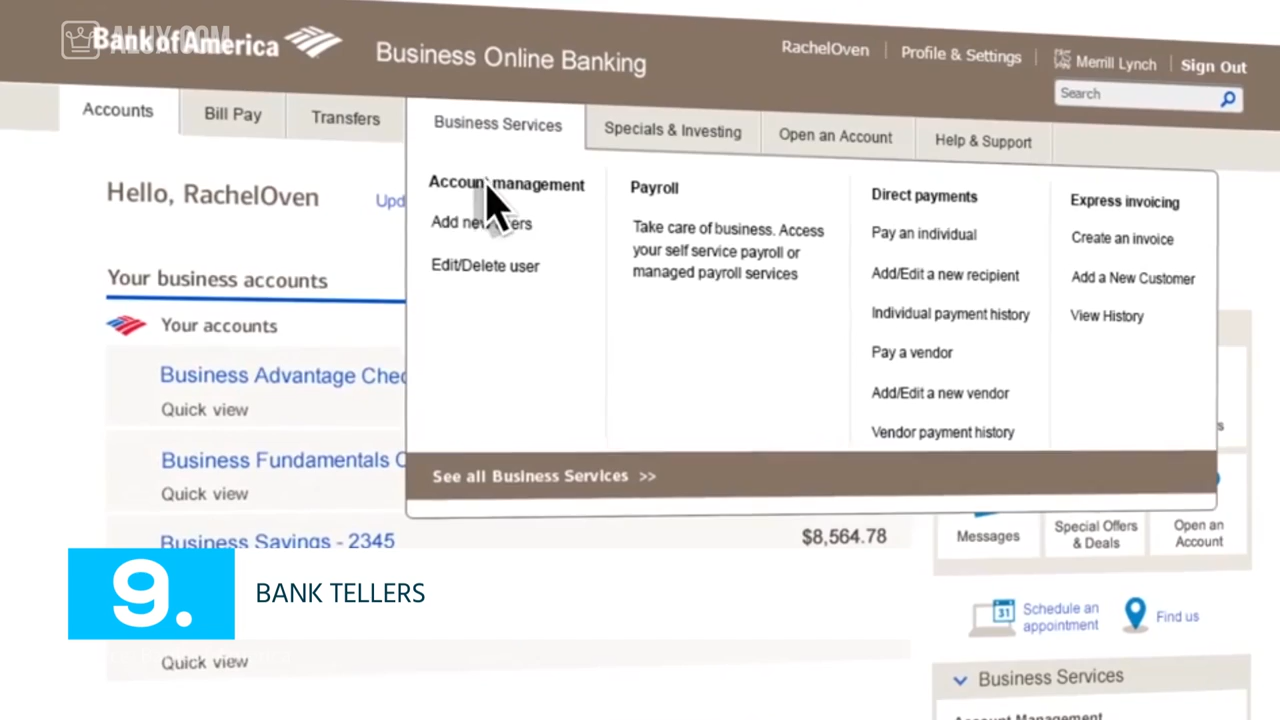 ALUX.COM
Bank of America
Business Online Banking
RachelOven
Profile & Settings
Merrill Lynch
Sign Out
Search
Accounts
Bill Pay
Transfers
Business Services
Specials & Investing
Open an Account
Help & Support
Hello, RachelOven
Upd
Your business accounts
Your accounts
Business Advantage Chec
Quick view
Business Fundamentals C
Quick view
Business Savings - 2345
$8,564.78
Quick view
Account management
Add new users
Edit/Delete user
Payroll
Take care of business. Access
your self service payroll or
managed payroll services
Direct payments
Pay an individual
Add/Edit a new recipient
Individual payment history
Pay a vendor
Add/Edit a new vendor
Vendor payment history
Express invoicing
Create an invoice
Add a New Customer
View History
See all Business Services >>
s
Messages
Special Offers
& Deals
Open an
Account
31
Schedule an
appointment
Find us
Business Services
Account Management
9.
BANK TELLERS